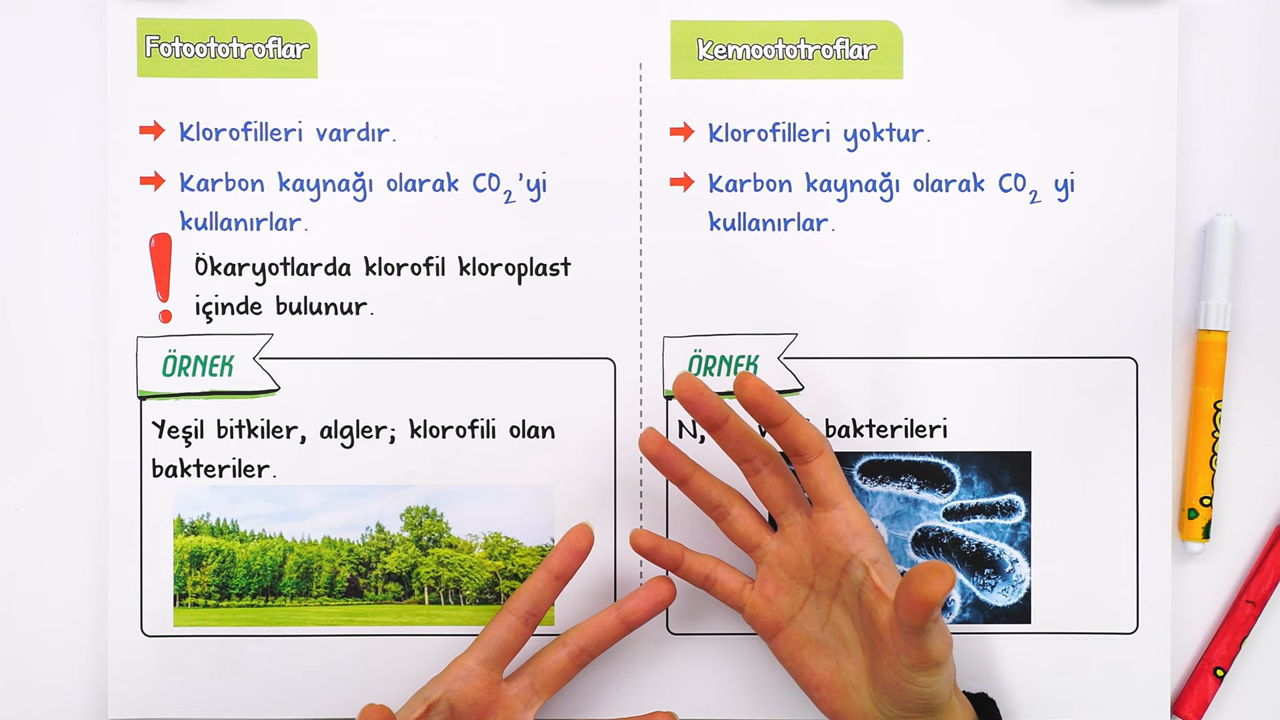 Fotoototroflar
Klorofilleri vardır.
Karbon kaynağı olarak CO₂'yi
kullanırlar.
Ökaryotlarda klorofil kloroplast
içinde bulunur.
ÖRNEK
Yeşil bitkiler, algler; klorofili olan
bakteriler.
Kemoototroflar
Klorofilleri yoktur.
Karbon kaynağı olarak CO₂ yi
kullanırlar.
ÖRNEK
N, bakterileri